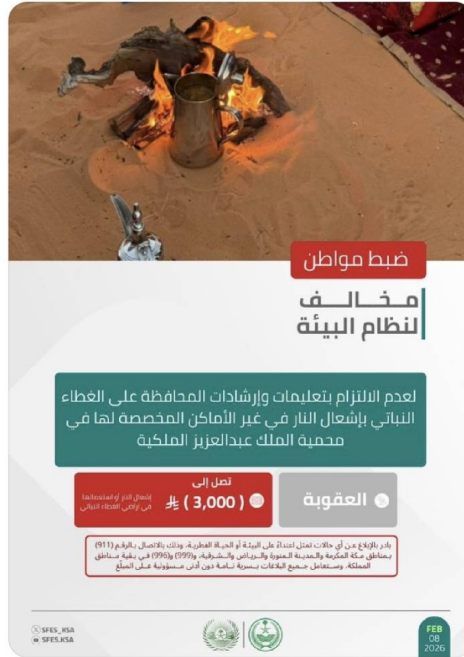 ضبط مواطن
مخالف
لنظام البيئة
لعدم الالتزام بتعليمات وإرشادات المحافظة على الغطاء
النباتي بإشعال النار في غير الأماكن المخصصة لها في
محمية الملك عبدالعزيز الملكية
العقوبة
تصل إلى
(3,000)
إشعال النار أو استعمالها
في أراضي الغطاء النباتي
بادر بالإبلاغ عن أي حالات تمثل اعتداءً على البيئة أو الحياة الفطرية، وذلك بالاتصال بالرقم (911)
بمناطق مكة المكرمة والمدينة المنورة والرياض والشرقية، و(999) و(996) في بقية مناطق
المملكة، وستعامل جميع البلاغات بسرية تامة دون أدنى مسؤولية على المبلّغ
SFES_KSA
SFES.KSA
FEB
08
2026